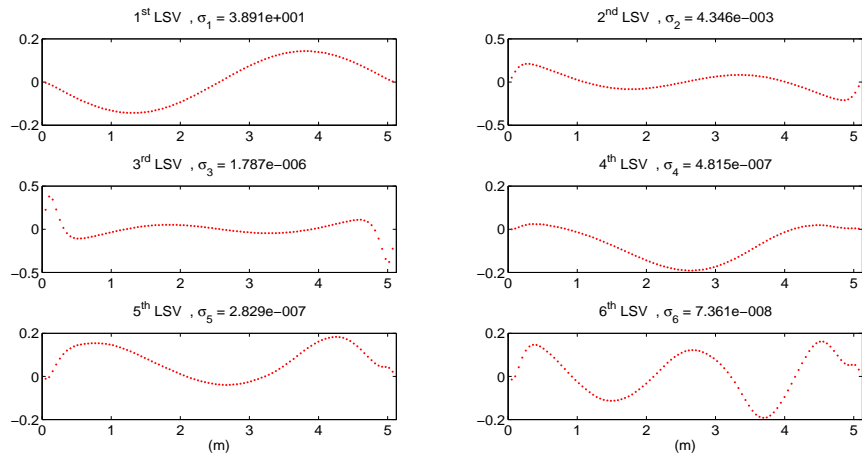 1st LSV , σ1 = 3.891e+001
0.2
0
−0.2
0 1 2 3 4 5
2nd LSV , σ2 = 4.346e−003
0.5
0
−0.5
0 1 2 3 4 5
3rd LSV , σ3 = 1.787e−006
0.5
0
−0.5
0 1 2 3 4 5
4th LSV , σ4 = 4.815e−007
0.2
0
−0.2
0 1 2 3 4 5
5th LSV , σ5 = 2.829e−007
0.2
0
−0.2
0 1 2 3 4 5
(m)
6th LSV , σ6 = 7.361e−008
0.2
0
−0.2
0 1 2 3 4 5
(m)